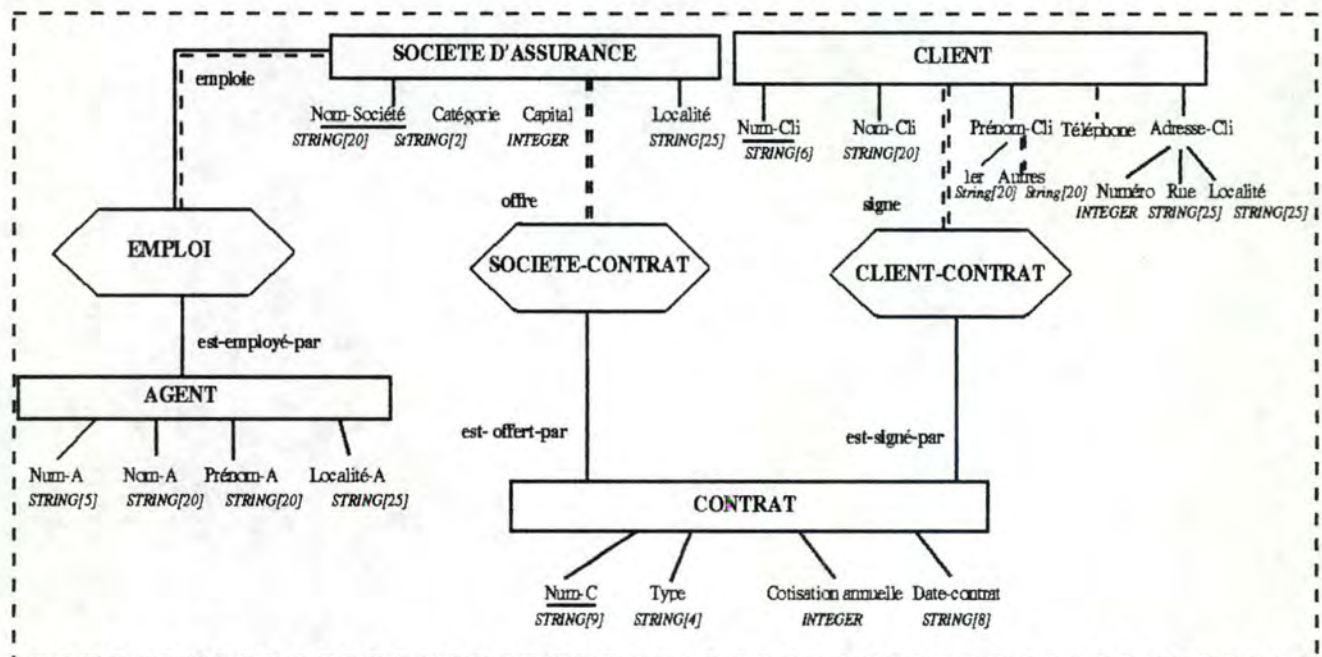 SOCIETE D'ASSURANCE
CLIENT
emploie
Nom-Société Catégorie Capital Localité
STRING[20] StRING[2] INTEGER STRING[25]
Num-Cli Nom-Cli Prénom-Cli Téléphone Adresse-Cli
STRING[6] STRING[20]
1er Autres
String[20] String[20]
Numéro Rue Localité
INTEGER STRING[25] STRING[25]
offre
signe
EMPLOI
SOCIETE-CONTRAT
CLIENT-CONTRAT
est-employé-par
AGENT
Num-A Nom-A Prénom-A Localité-A
STRING[5] STRING[20] STRING[20] STRING[25]
est- offert-par
est-signé-par
CONTRAT
Num-C Type Cotisation annuelle Date-contrat
STRING[9] STRING[4] INTEGER STRING[8]